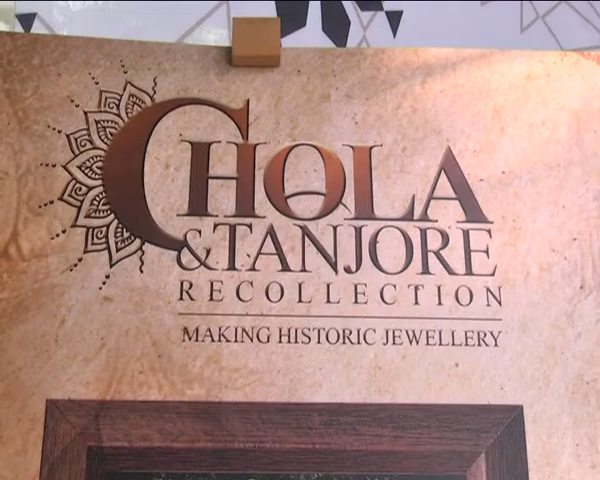 CHOLA
&TANJORE
RECOLLECTION
MAKING HISTORIC JEWELLERY